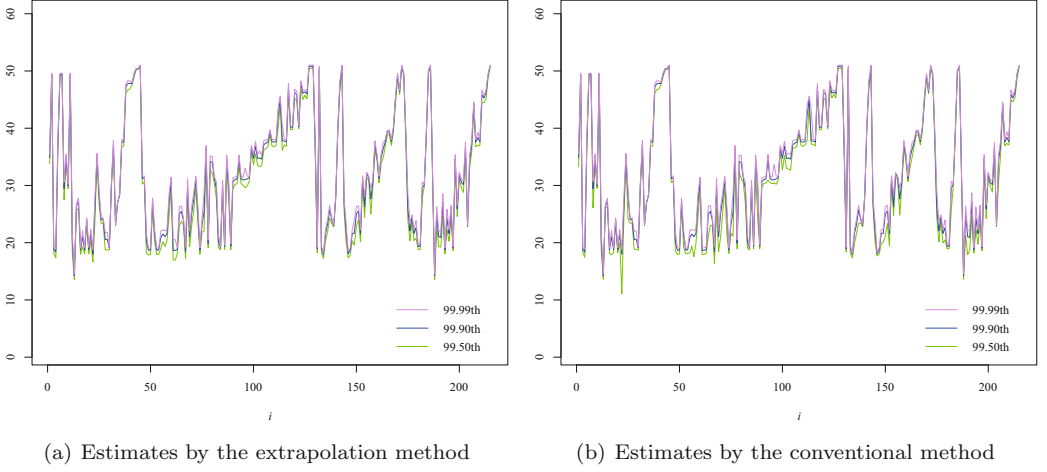 60
50
40
30
20
10
0
99.99th
99.90th
99.50th
0 50 100 150 200
i
(a) Estimates by the extrapolation method
60
50
40
30
20
10
0
99.99th
99.90th
99.50th
0 50 100 150 200
i
(b) Estimates by the conventional method